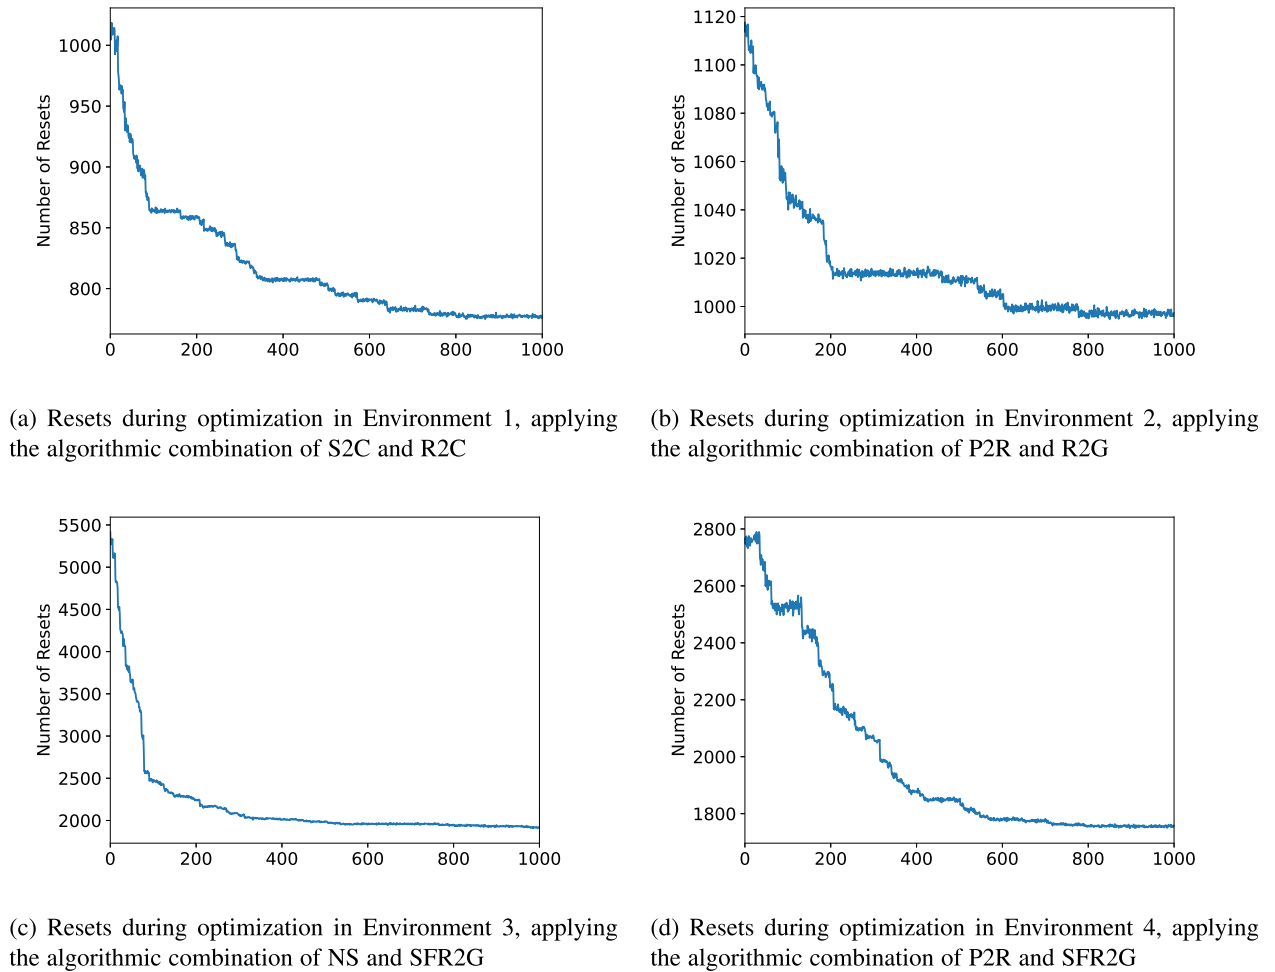 1000
950
900
850
800
Number of Resets
0 200 400 600 800 1000
1120
1100
1080
1060
1040
1020
1000
Number of Resets
0 200 400 600 800 1000
(a) Resets during optimization in Environment 1, applying
the algorithmic combination of S2C and R2C
(b) Resets during optimization in Environment 2, applying
the algorithmic combination of P2R and R2G
5500
5000
4500
4000
3500
3000
2500
2000
Number of Resets
0 200 400 600 800 1000
2800
2600
2400
2200
2000
1800
Number of Resets
0 200 400 600 800 1000
(c) Resets during optimization in Environment 3, applying
the algorithmic combination of NS and SFR2G
(d) Resets during optimization in Environment 4, applying
the algorithmic combination of P2R and SFR2G